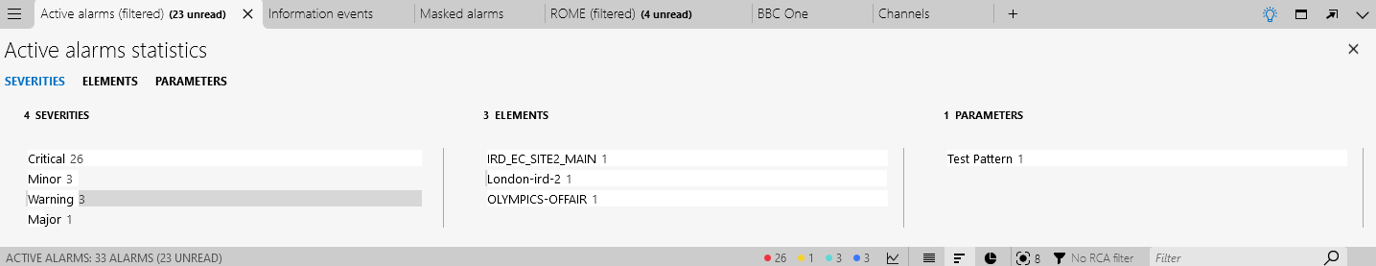 Active alarms (filtered) (23 unread)
Information events
Masked alarms
ROME (filtered) (4 unread)
BBC One
Channels
Active alarms statistics
SEVERITIES ELEMENTS PARAMETERS
4 SEVERITIES
Critical 26
Minor 3
Warning 3
Major 1
3 ELEMENTS
IRD_EC_SITE2_MAIN 1
London-ird-2 1
OLYMPICS-OFFAIR 1
1 PARAMETERS
Test Pattern 1
ACTIVE ALARMS: 33 ALARMS (23 UNREAD)
26 1 3 3
8
No RCA filter
Filter